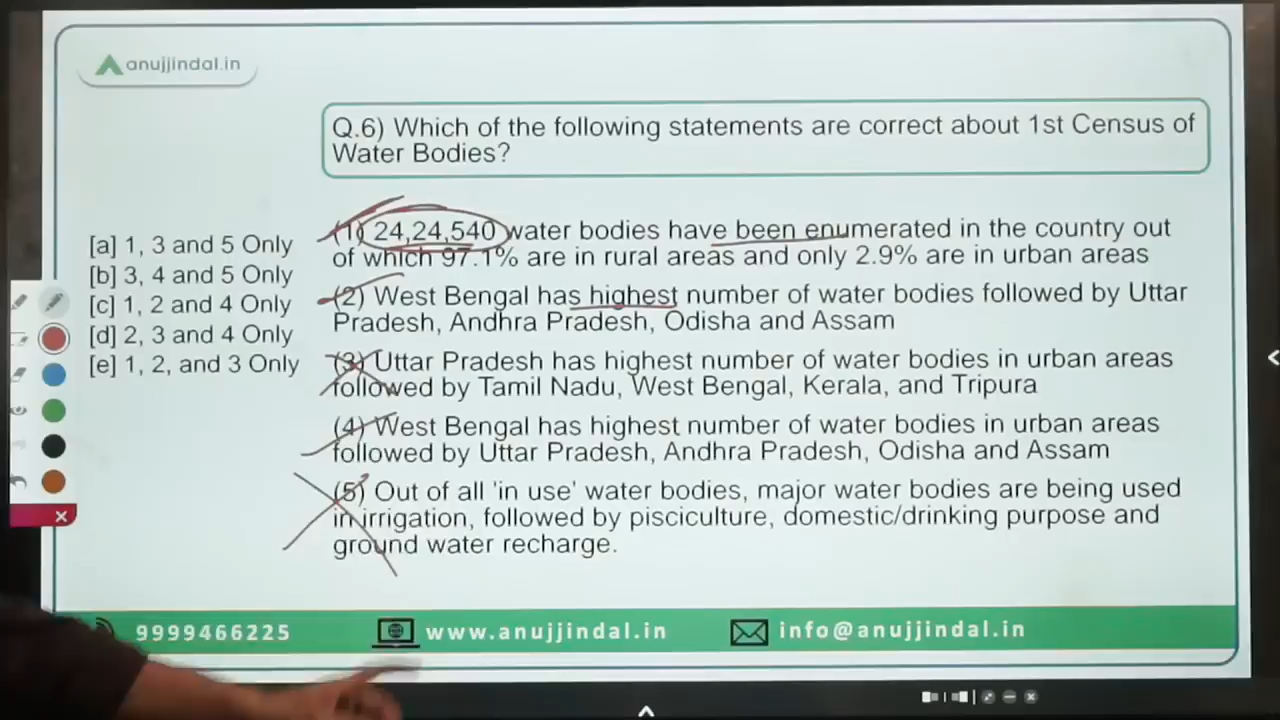 anujjindal.in
Q.6) Which of the following statements are correct about 1st Census of
Water Bodies?
[a] 1, 3 and 5 Only
[b] 3, 4 and 5 Only
[c] 1, 2 and 4 Only
[d] 2, 3 and 4 Only
[e] 1, 2, and 3 Only
(1) 24,24,540 water bodies have been enumerated in the country out
of which 97.1% are in rural areas and only 2.9% are in urban areas
(2) West Bengal has highest number of water bodies followed by Uttar
Pradesh, Andhra Pradesh, Odisha and Assam
(3) Uttar Pradesh has highest number of water bodies in urban areas
followed by Tamil Nadu, West Bengal, Kerala, and Tripura
(4) West Bengal has highest number of water bodies in urban areas
followed by Uttar Pradesh, Andhra Pradesh, Odisha and Assam
(5) Out of all 'in use' water bodies, major water bodies are being used
in irrigation, followed by pisciculture, domestic/drinking purpose and
ground water recharge.
9999466225
www.anujjindal.in
info@anujjindal.in